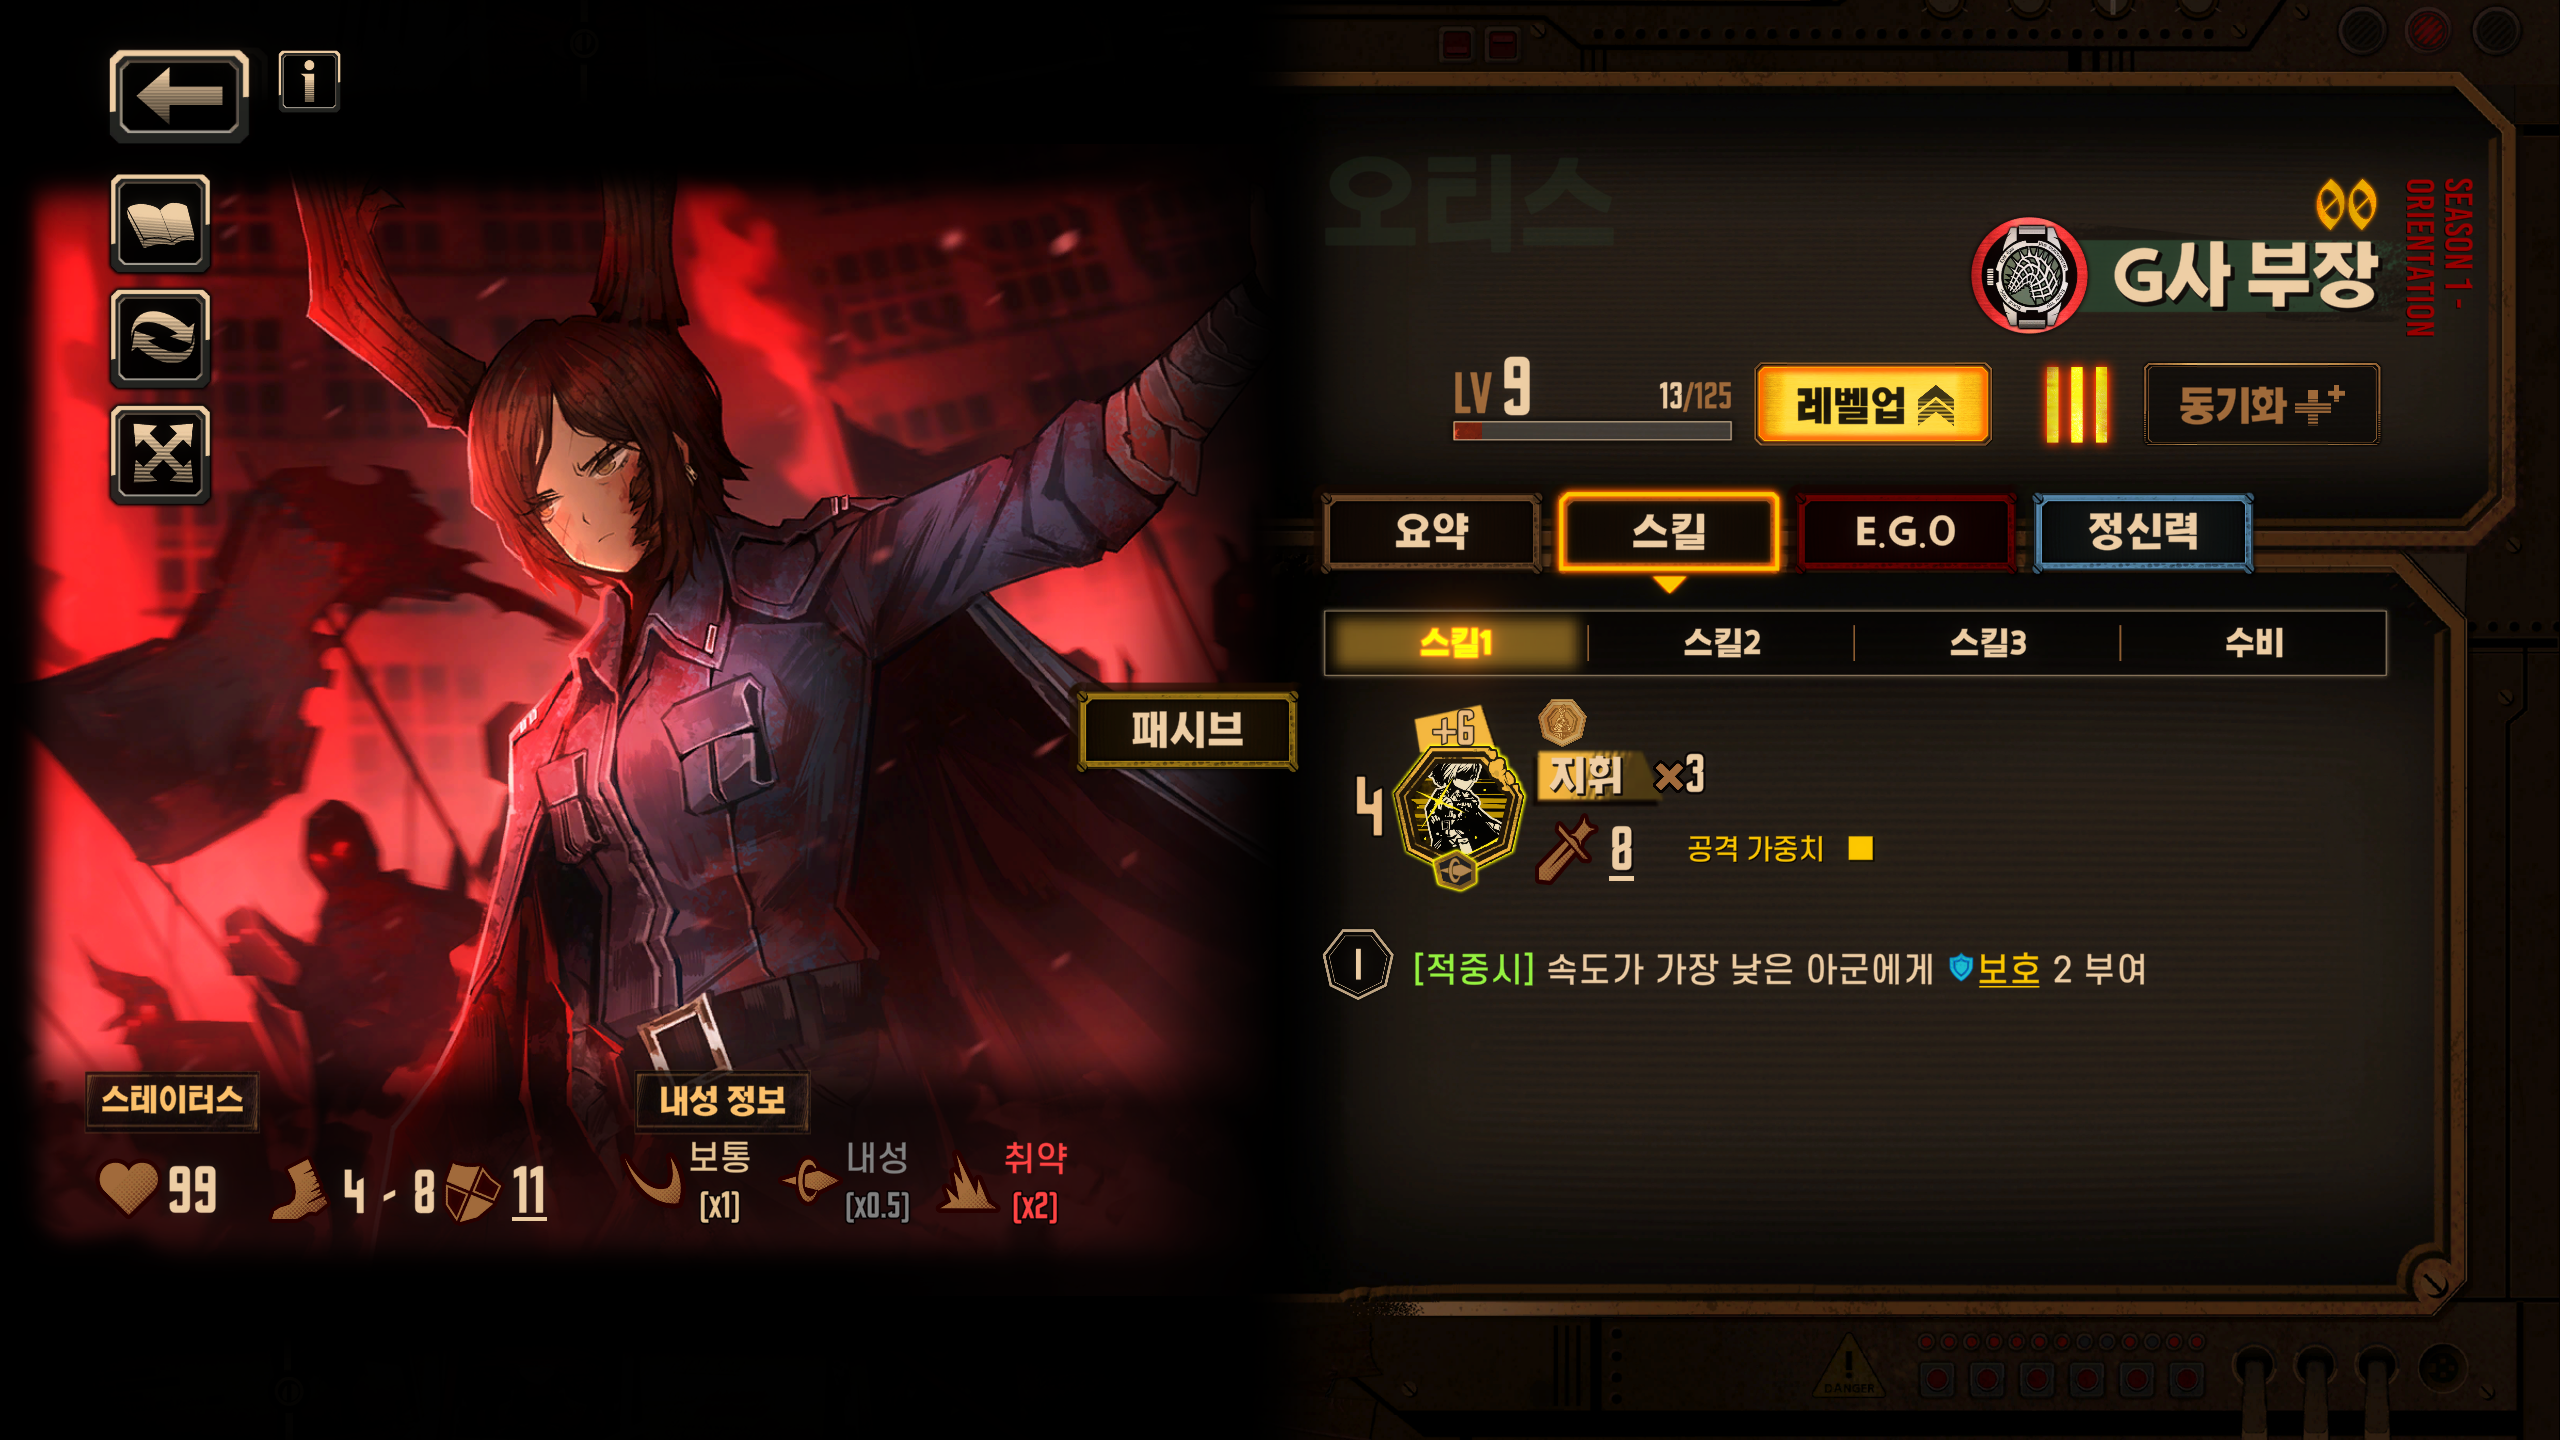 오티스
SEASON 1 -
ORIENTATION
G사 부장
LV 9
13/125
레벨업
동기화
요약
스킬
E.G.O
정신력
스킬1
스킬2
스킬3
수비
패시브
+6
4
지휘 ×3
8
공격 가중치
I
[적중시] 속도가 가장 낮은 아군에게 보호 2 부여
스테이터스
99
4 - 8
11
내성 정보
보통
[x1]
내성
[x0.5]
취약
[x2]
DANGER